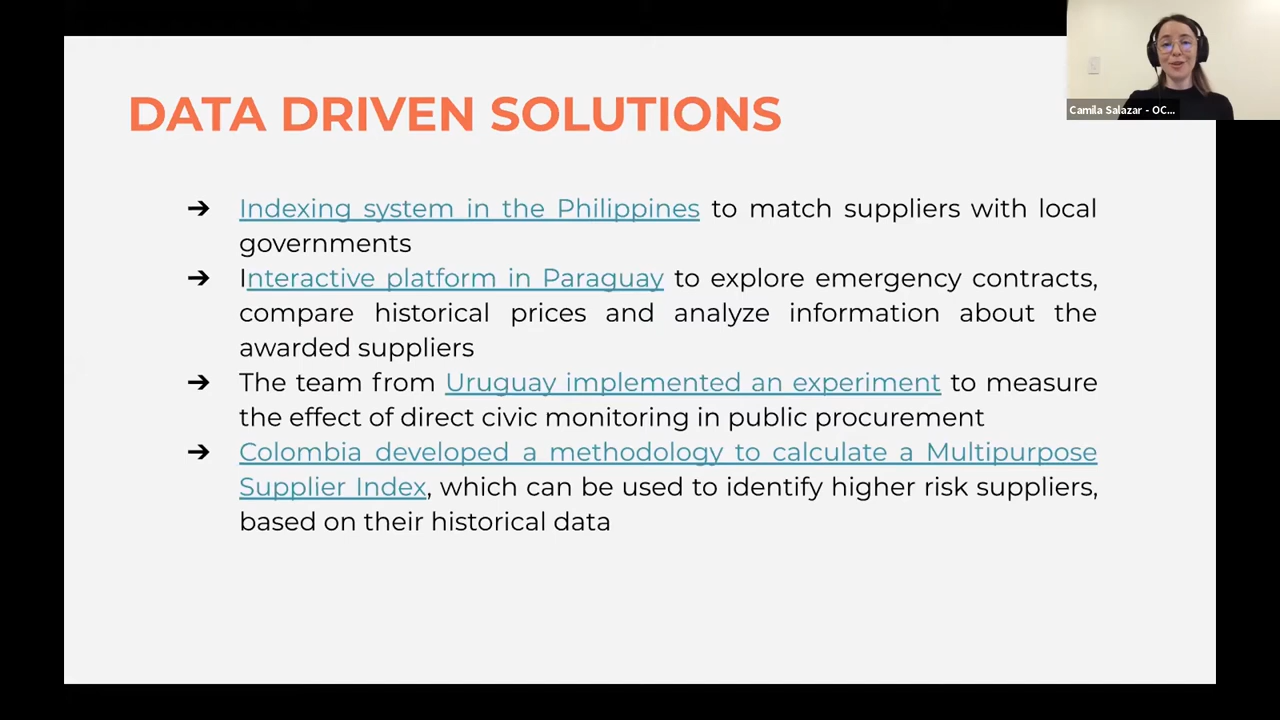 DATA DRIVEN SOLUTIONS
Camila Salazar - OC...
➔ Indexing system in the Philippines to match suppliers with local
governments
➔ Interactive platform in Paraguay to explore emergency contracts,
compare historical prices and analyze information about the
awarded suppliers
➔ The team from Uruguay implemented an experiment to measure
the effect of direct civic monitoring in public procurement
➔ Colombia developed a methodology to calculate a Multipurpose
Supplier Index, which can be used to identify higher risk suppliers,
based on their historical data